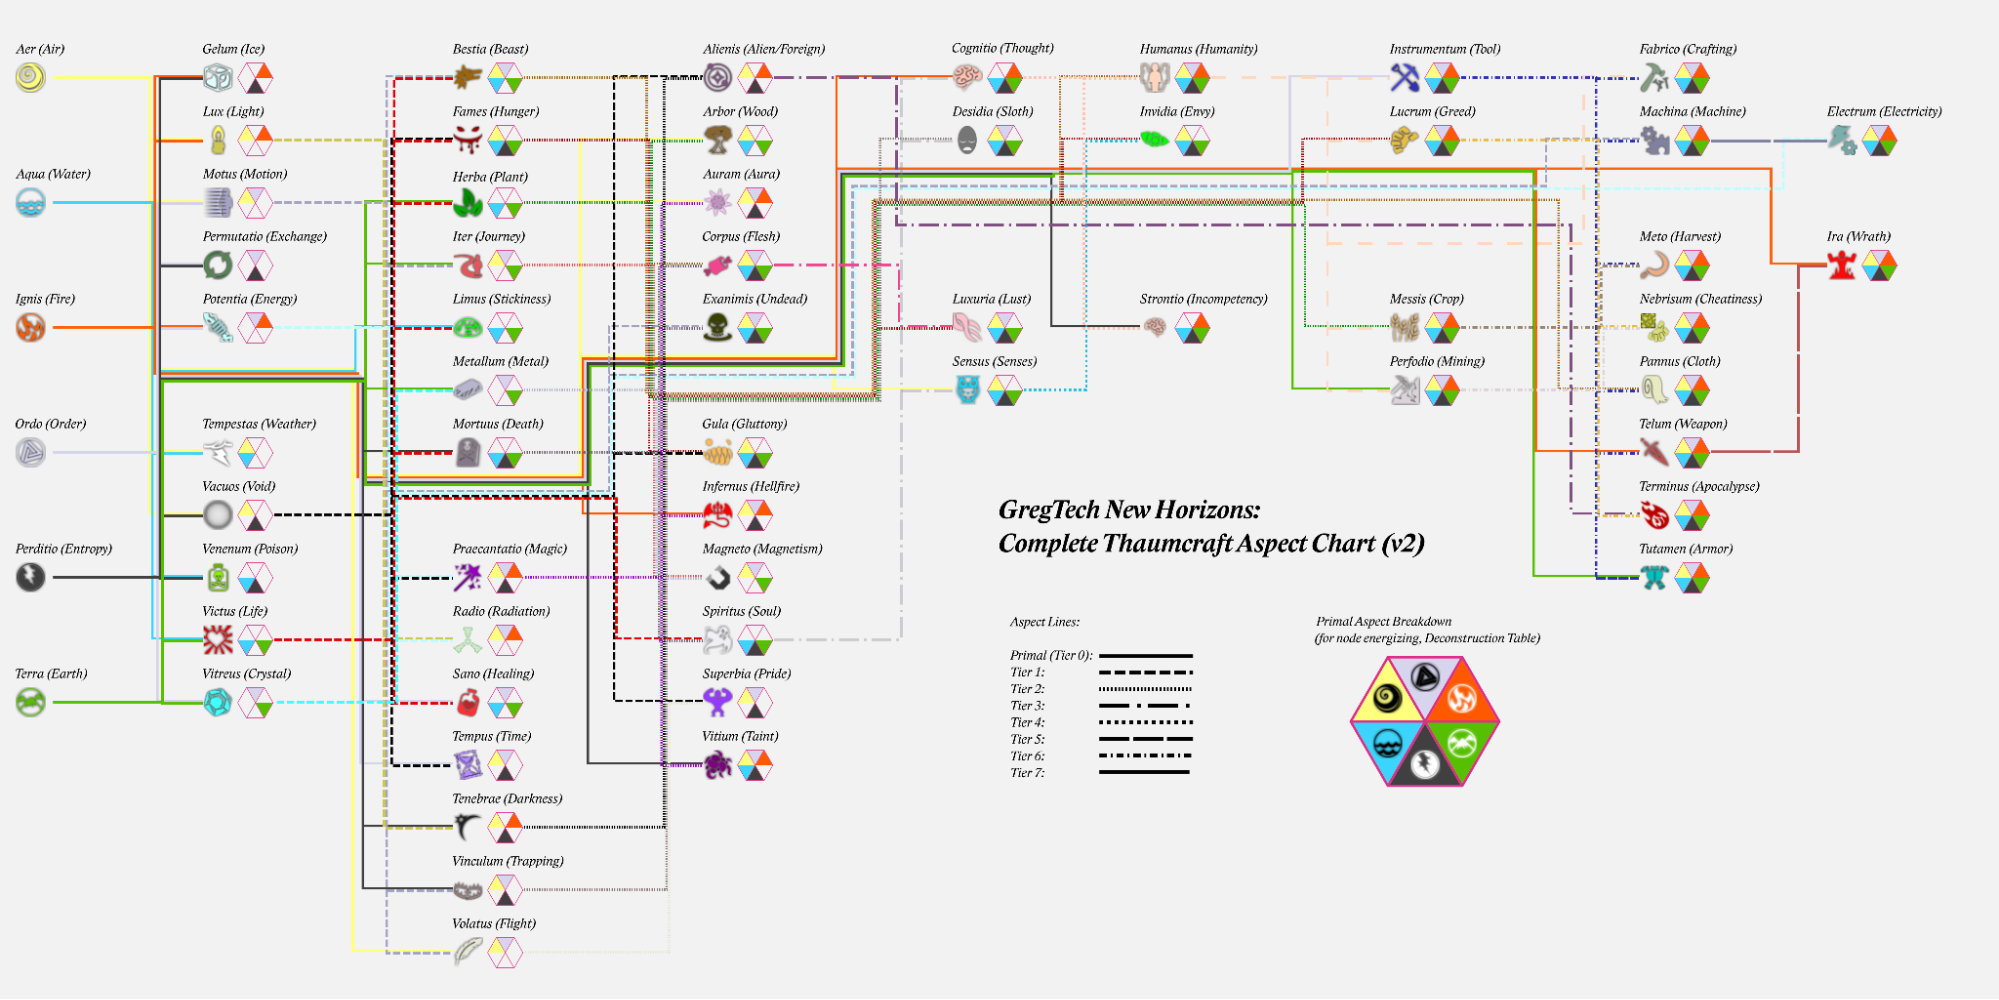 Aer (Air)
Gelum (Ice)
Bestia (Beast)
Alienis (Alien/Foreign)
Cognitio (Thought)
Humanus (Humanity)
Instrumentum (Tool)
Fabrico (Crafting)
Lux (Light)
Fames (Hunger)
Arbor (Wood)
Desidia (Sloth)
Invidia (Envy)
Lucrum (Greed)
Machina (Machine)
Electrum (Electricity)
Aqua (Water)
Motus (Motion)
Herba (Plant)
Auram (Aura)
Permutatio (Exchange)
Iter (Journey)
Corpus (Flesh)
Meto (Harvest)
Ira (Wrath)
Ignis (Fire)
Potentia (Energy)
Limus (Stickiness)
Exanimis (Undead)
Luxuria (Lust)
Strontio (Incompetency)
Messis (Crop)
Nebrisum (Cheatiness)
Metallum (Metal)
Sensus (Senses)
Perfodio (Mining)
Pannus (Cloth)
Ordo (Order)
Tempestas (Weather)
Mortuus (Death)
Gula (Gluttony)
Telum (Weapon)
Vacuos (Void)
Infernus (Hellfire)
Terminus (Apocalypse)
GregTech New Horizons:
Complete Thaumcraft Aspect Chart (v2)
Perditio (Entropy)
Venenum (Poison)
Praecantatio (Magic)
Magneto (Magnetism)
Tutamen (Armor)
Victus (Life)
Radio (Radiation)
Spiritus (Soul)
Terra (Earth)
Vitreus (Crystal)
Sano (Healing)
Superbia (Pride)
Tempus (Time)
Vitium (Taint)
Tenebrae (Darkness)
Vinculum (Trapping)
Volatus (Flight)
Aspect Lines:
Primal (Tier 0):
Tier 1:
Tier 2:
Tier 3:
Tier 4:
Tier 5:
Tier 6:
Tier 7:
Primal Aspect Breakdown
(for node energizing, Deconstruction Table)